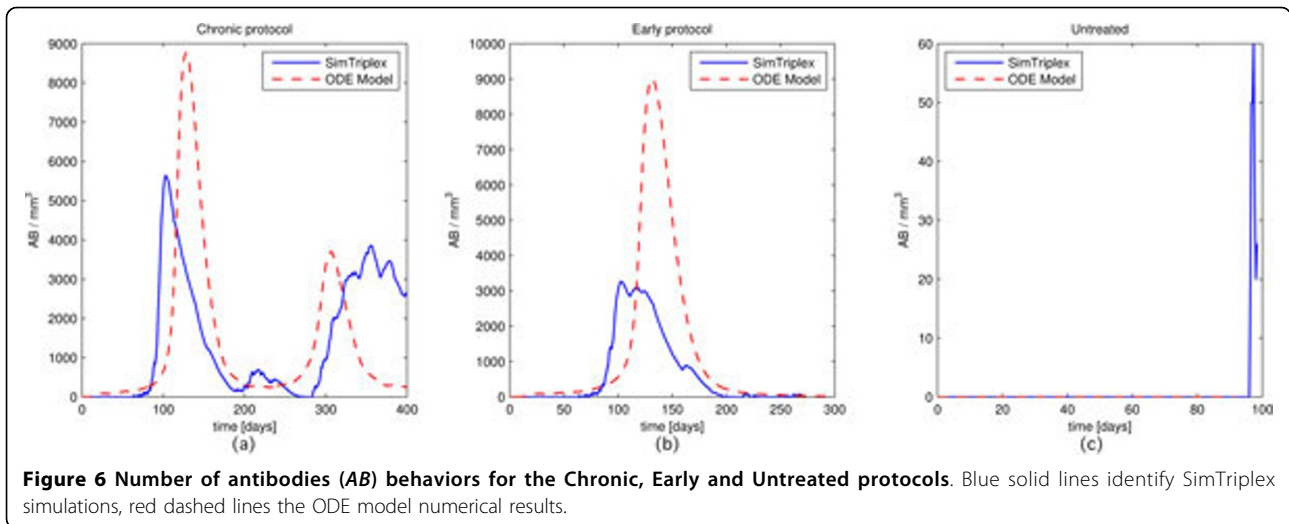 Chronic protocol
9000
8000
7000
6000
5000
4000
3000
2000
1000
0
AB / mm³
SimTriplex
ODE Model
0 100 200 300 400
time [days]
(a)
Early protocol
10000
9000
8000
7000
6000
5000
4000
3000
2000
1000
0
AB / mm³
SimTriplex
ODE Model
0 50 100 150 200 250 300
time [days]
(b)
Untreated
60
50
40
30
20
10
0
AB / mm³
SimTriplex
ODE Model
0 20 40 60 80 100
time [days]
(c)
Figure 6 Number of antibodies (AB) behaviors for the Chronic, Early and Untreated protocols. Blue solid lines identify SimTriplex
simulations, red dashed lines the ODE model numerical results.